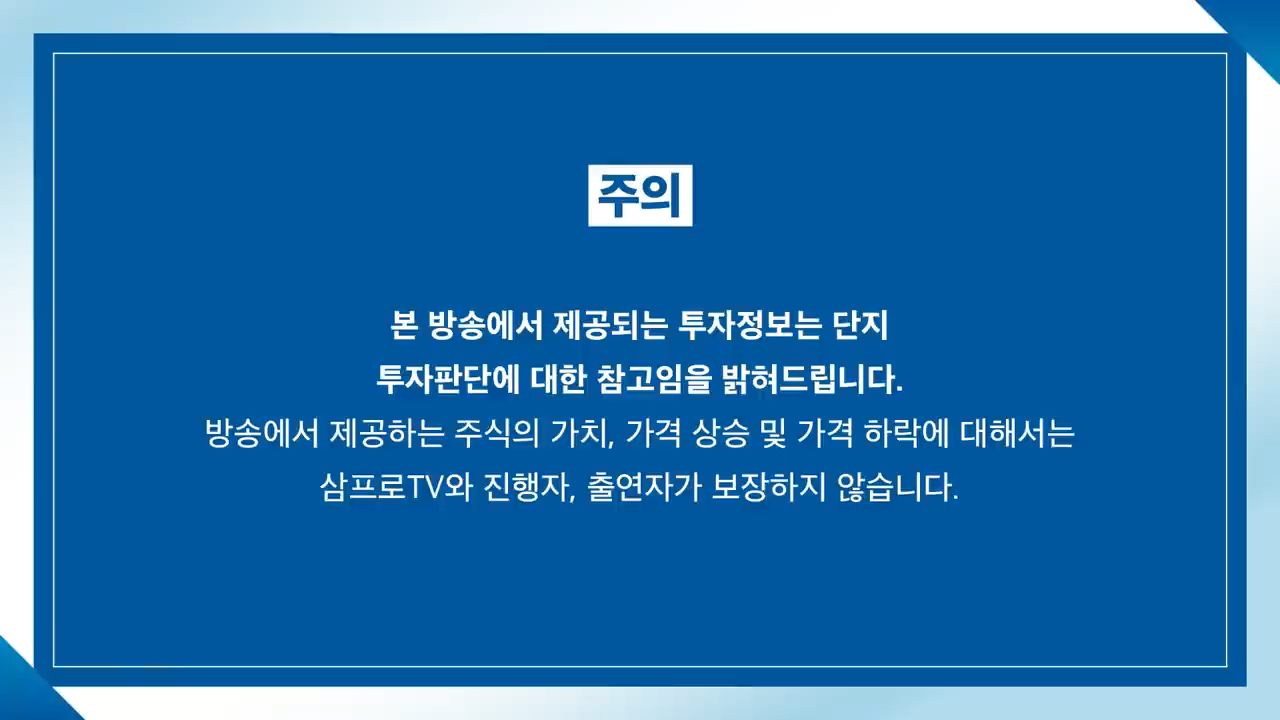 주의
본 방송에서 제공되는 투자정보는 단지
투자판단에 대한 참고임을 밝혀드립니다.
방송에서 제공하는 주식의 가치, 가격 상승 및 가격 하락에 대해서는
삼프로TV와 진행자, 출연자가 보장하지 않습니다.